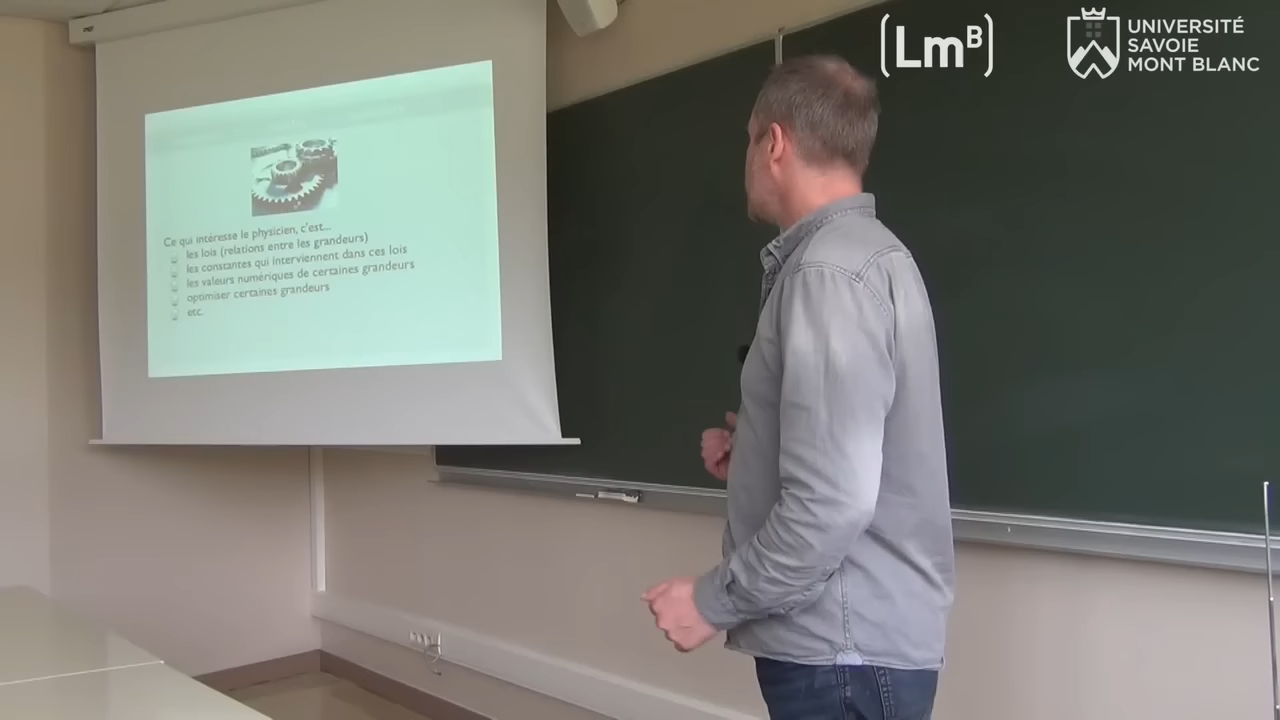 (LmB)
UNIVERSITÉ
SAVOIE
MONT BLANC
Ce qui intéresse le physicien, c'est...
les lois (relations entre les grandeurs)
les constantes qui interviennent dans ces lois
les valeurs numériques de certaines grandeurs
optimiser certaines grandeurs
etc.